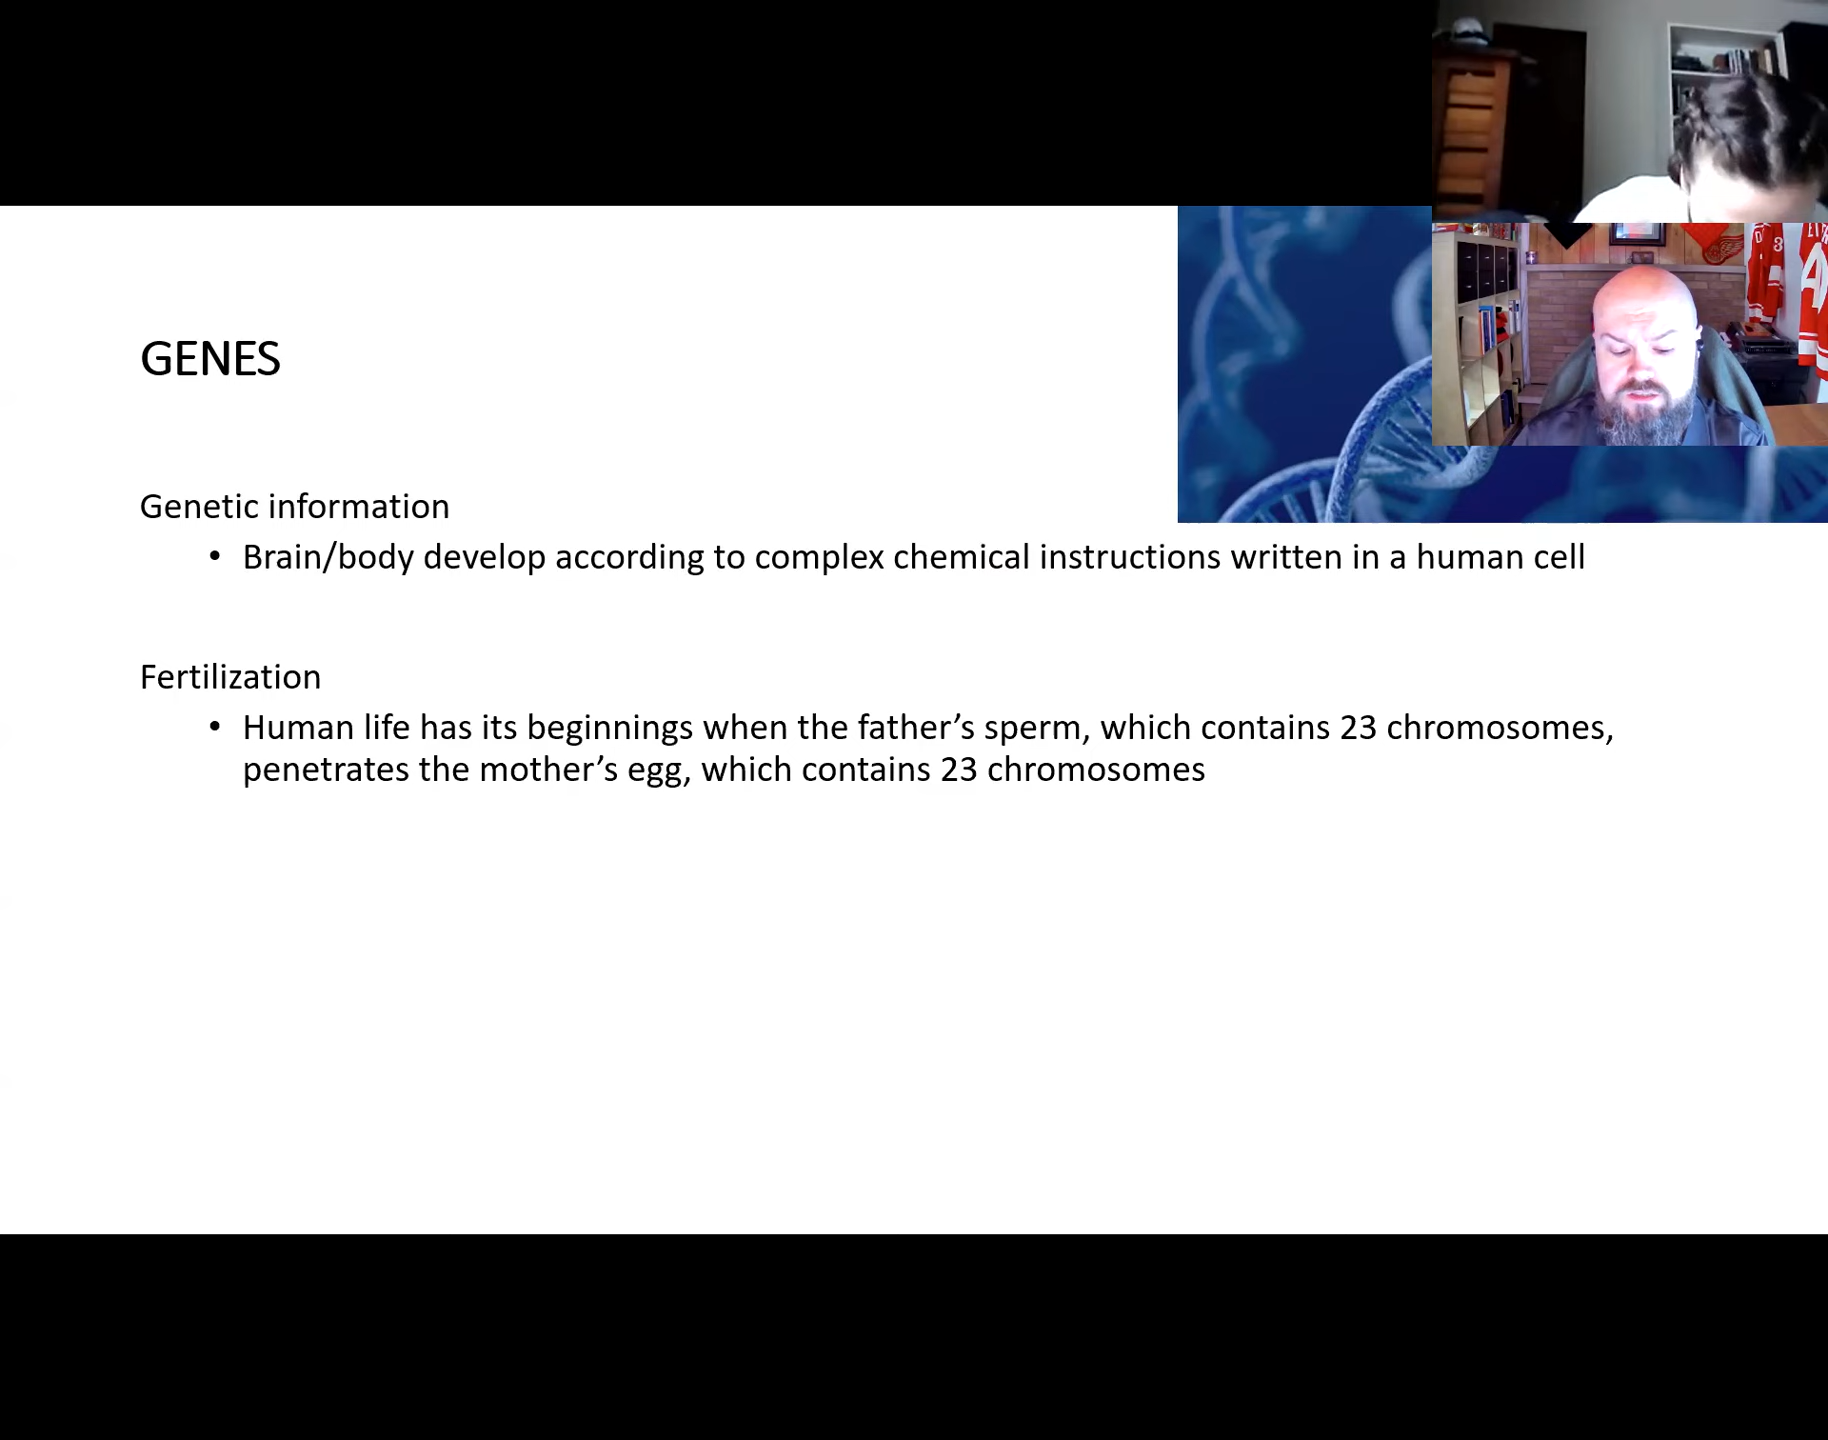 GENES
Genetic information
• Brain/body develop according to complex chemical instructions written in a human cell
Fertilization
• Human life has its beginnings when the father’s sperm, which contains 23 chromosomes,
penetrates the mother’s egg, which contains 23 chromosomes